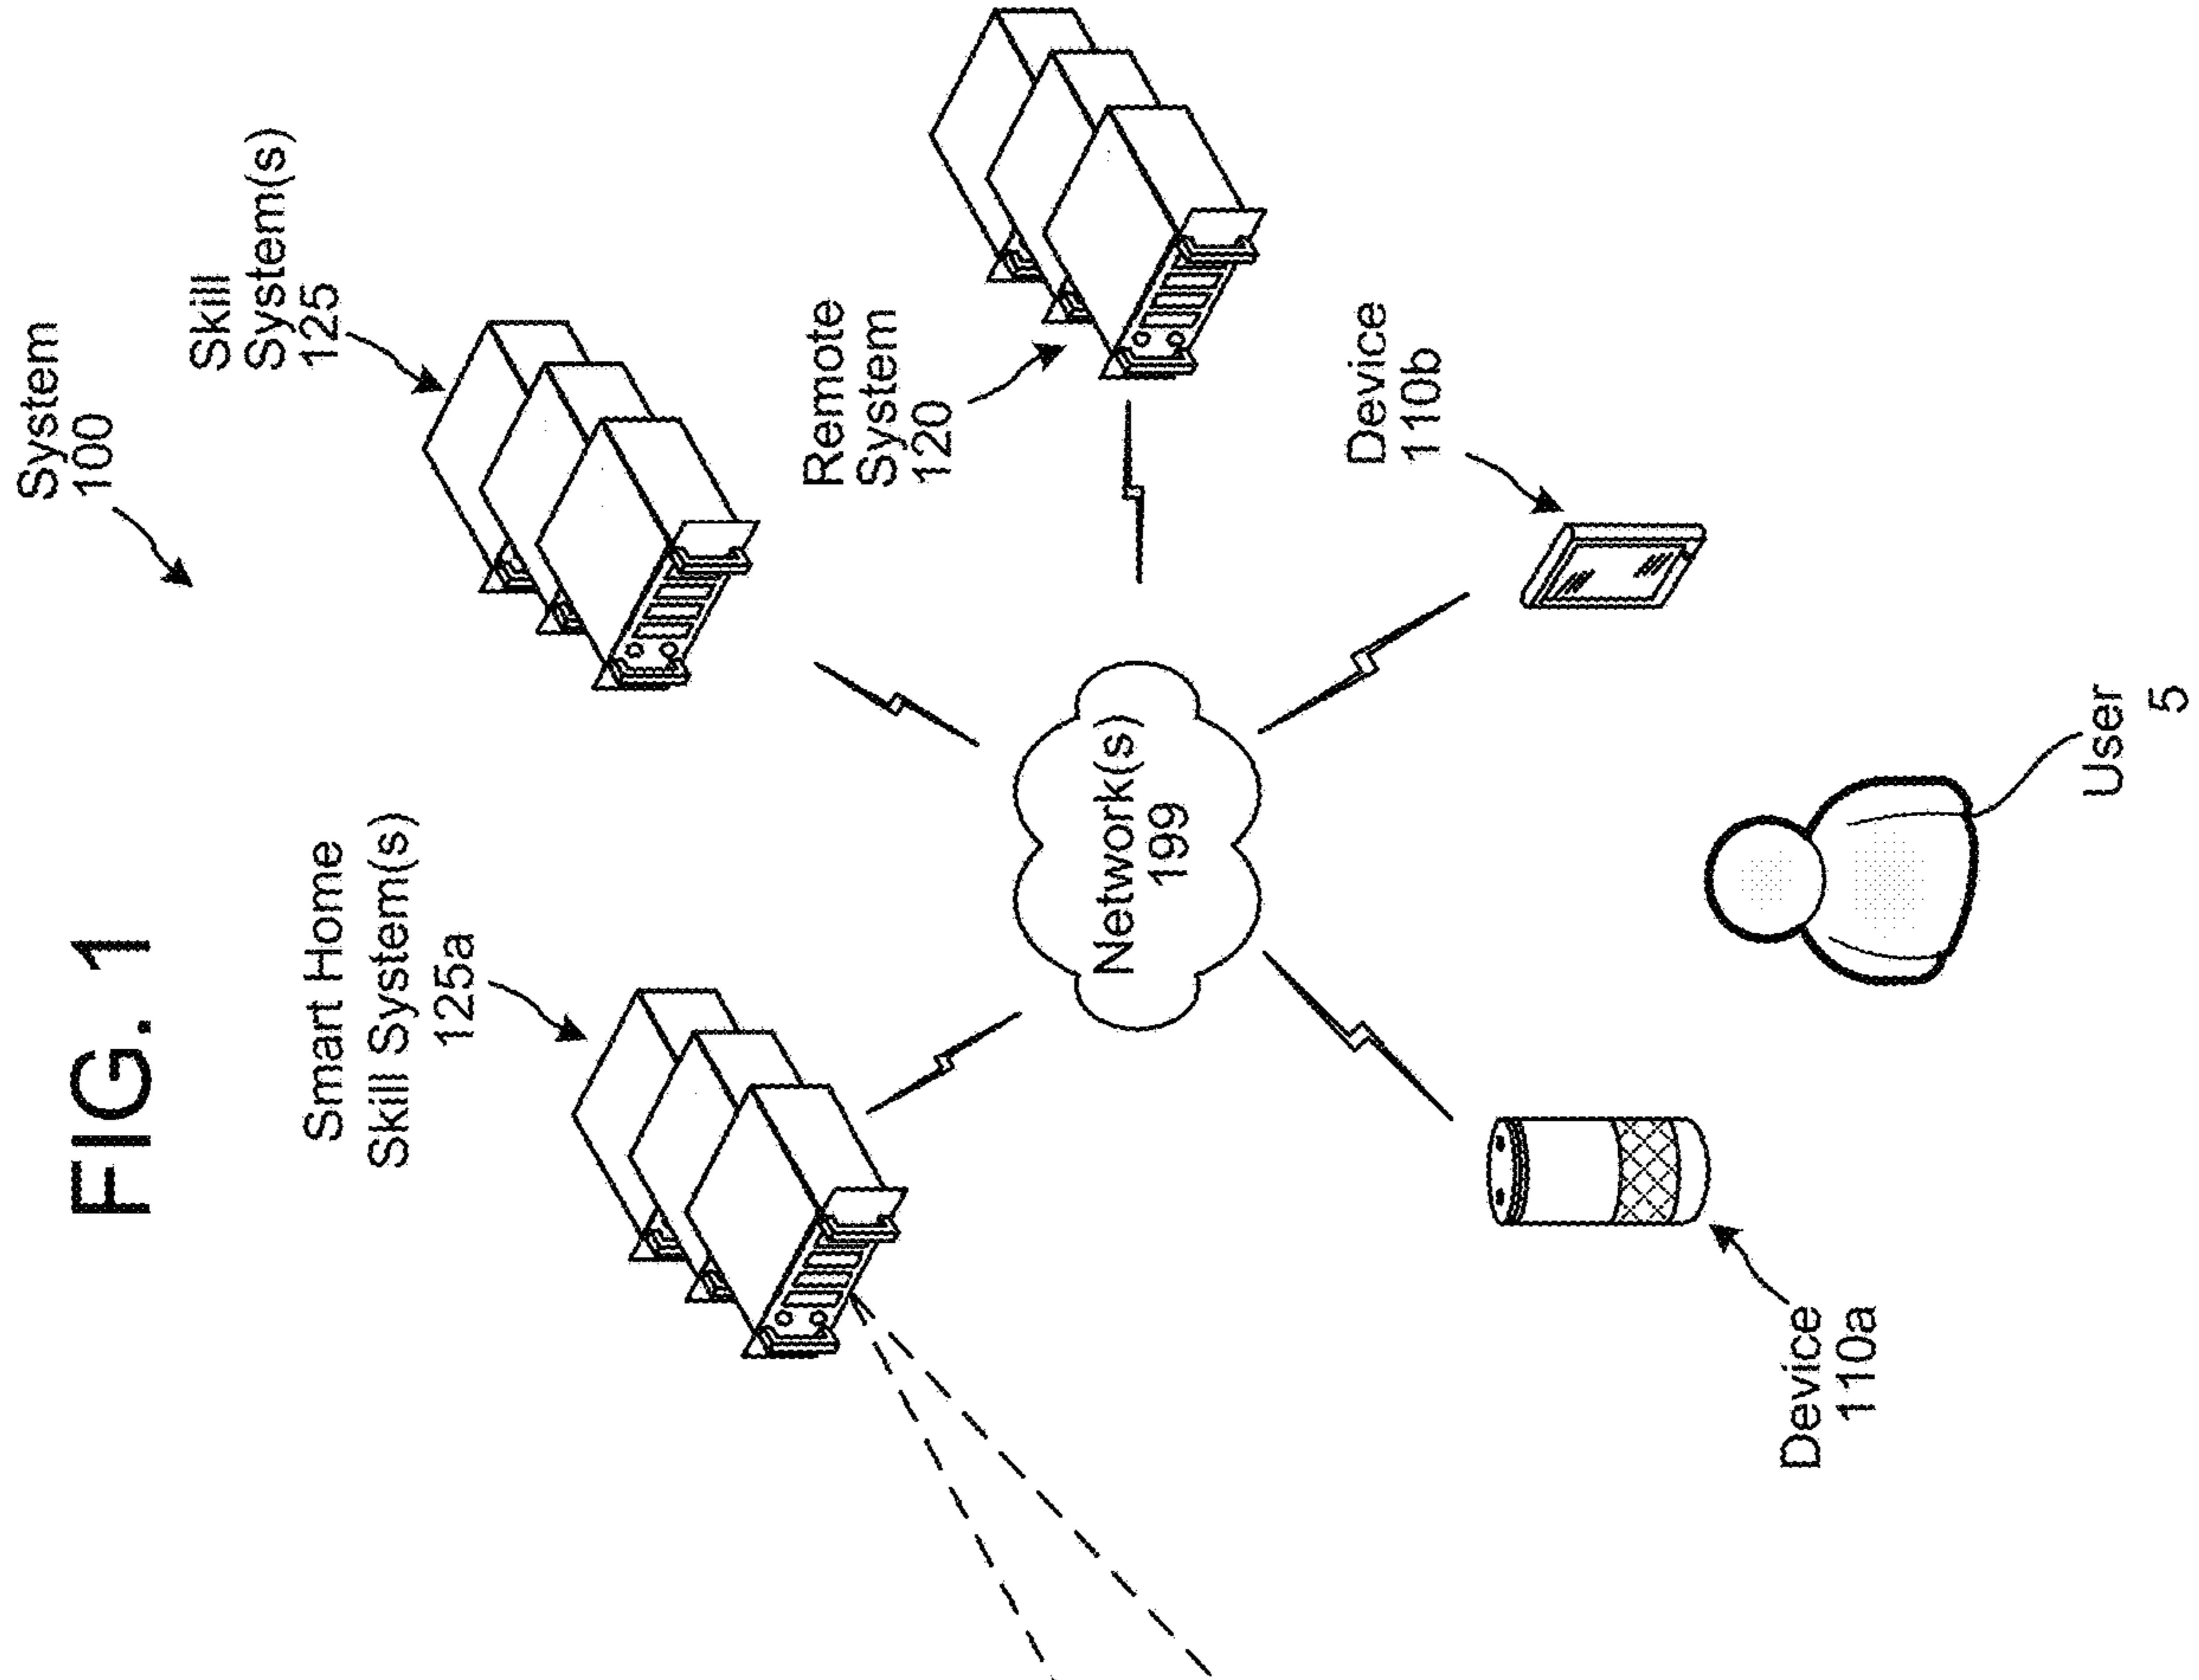 FIG. 1
System
100
Smart Home
Skill System(s)
125a
Skill
System(s)
125
Remote
System
120
Network(s)
199
Device
110b
Device
110a
User
5